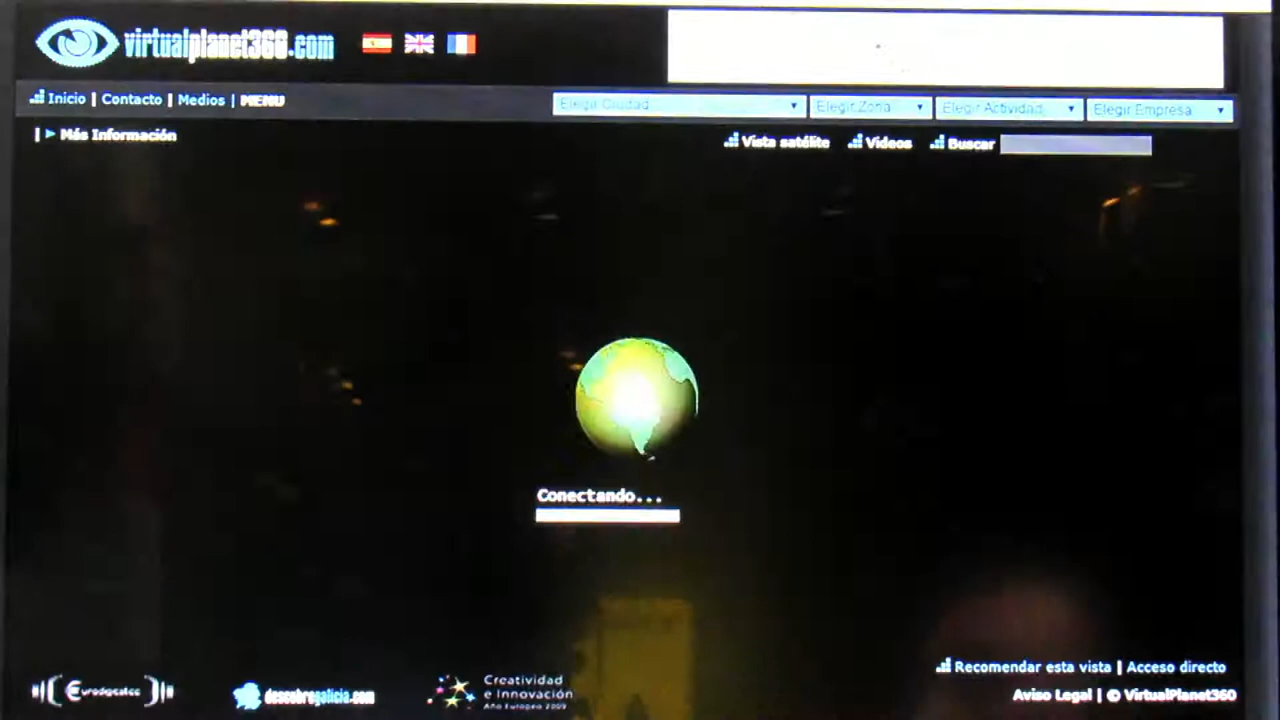 virtualplanet360.com
Inicio | Contacto | Medios | MENU
Elegir Ciudad
Elegir Zona
Elegir Actividad
Elegir Empresa
| Más Información
Vista satélite
Videos
Buscar
Conectando...
Recomendar esta vista | Acceso directo
descobregalicia.com
Creatividad
e Innovación
Año Europeo 2009
Aviso Legal | © VirtualPlanet360